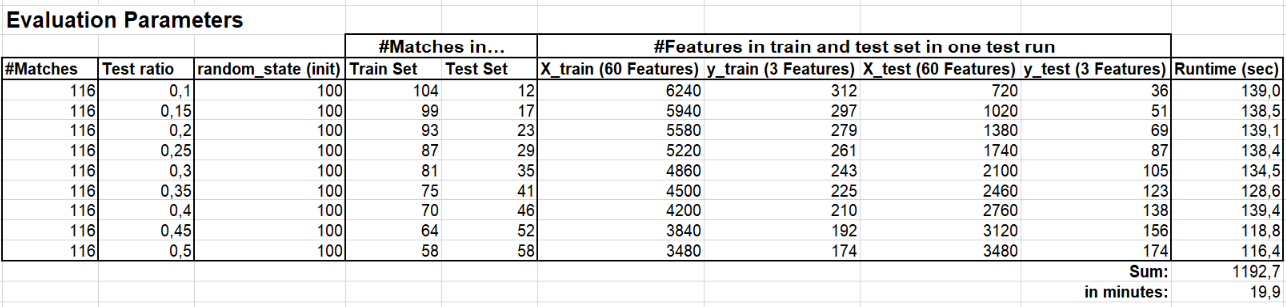 Evaluation Parameters
#Matches in… #Features in train and test set in one test run
#Matches Test ratio random_state (init) Train Set Test Set X_train (60 Features) y_train (3 Features) X_test (60 Features) y_test (3 Features) Runtime (sec)
116 0,1 100 104 12 6240 312 720 36 139,0
116 0,15 100 99 17 5940 297 1020 51 138,5
116 0,2 100 93 23 5580 279 1380 69 139,1
116 0,25 100 87 29 5220 261 1740 87 138,4
116 0,3 100 81 35 4860 243 2100 105 134,5
116 0,35 100 75 41 4500 225 2460 123 128,6
116 0,4 100 70 46 4200 210 2760 138 139,4
116 0,45 100 64 52 3840 192 3120 156 118,8
116 0,5 100 58 58 3480 174 3480 174 116,4
Sum: 1192,7
in minutes: 19,9